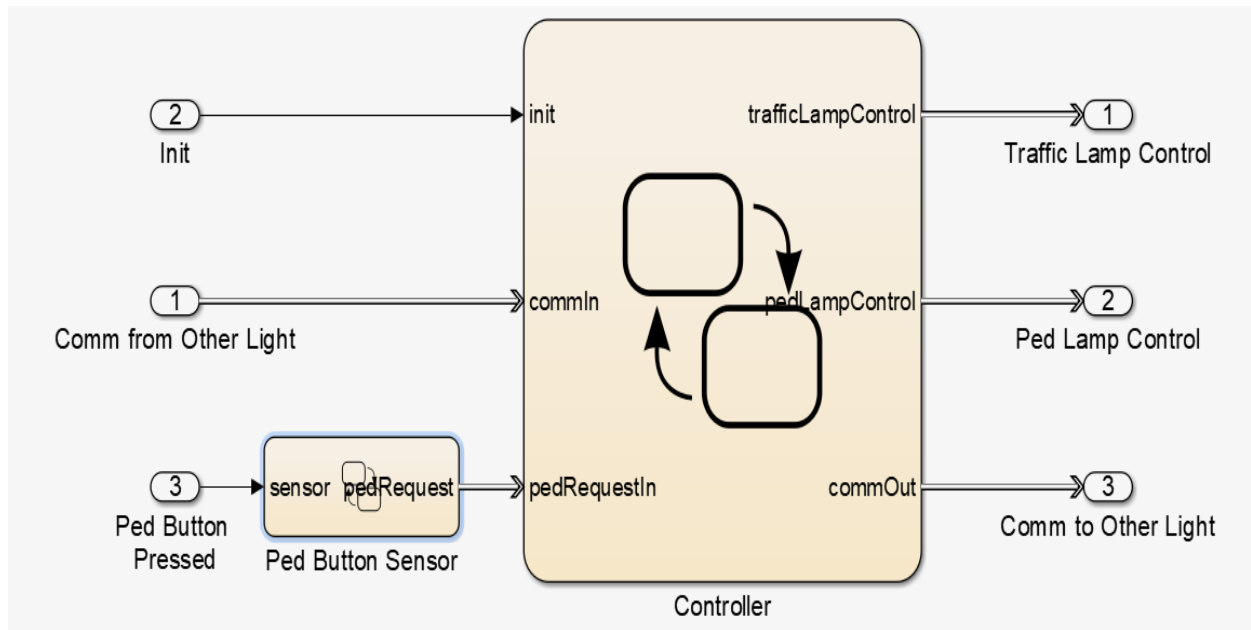 2
Init
init
trafficLampControl
1
Traffic Lamp Control
1
Comm from Other Light
commIn
pedLampControl
2
Ped Lamp Control
3
Ped Button
Pressed
sensor
pedRequest
Ped Button Sensor
pedRequestIn
commOut
3
Comm to Other Light
Controller